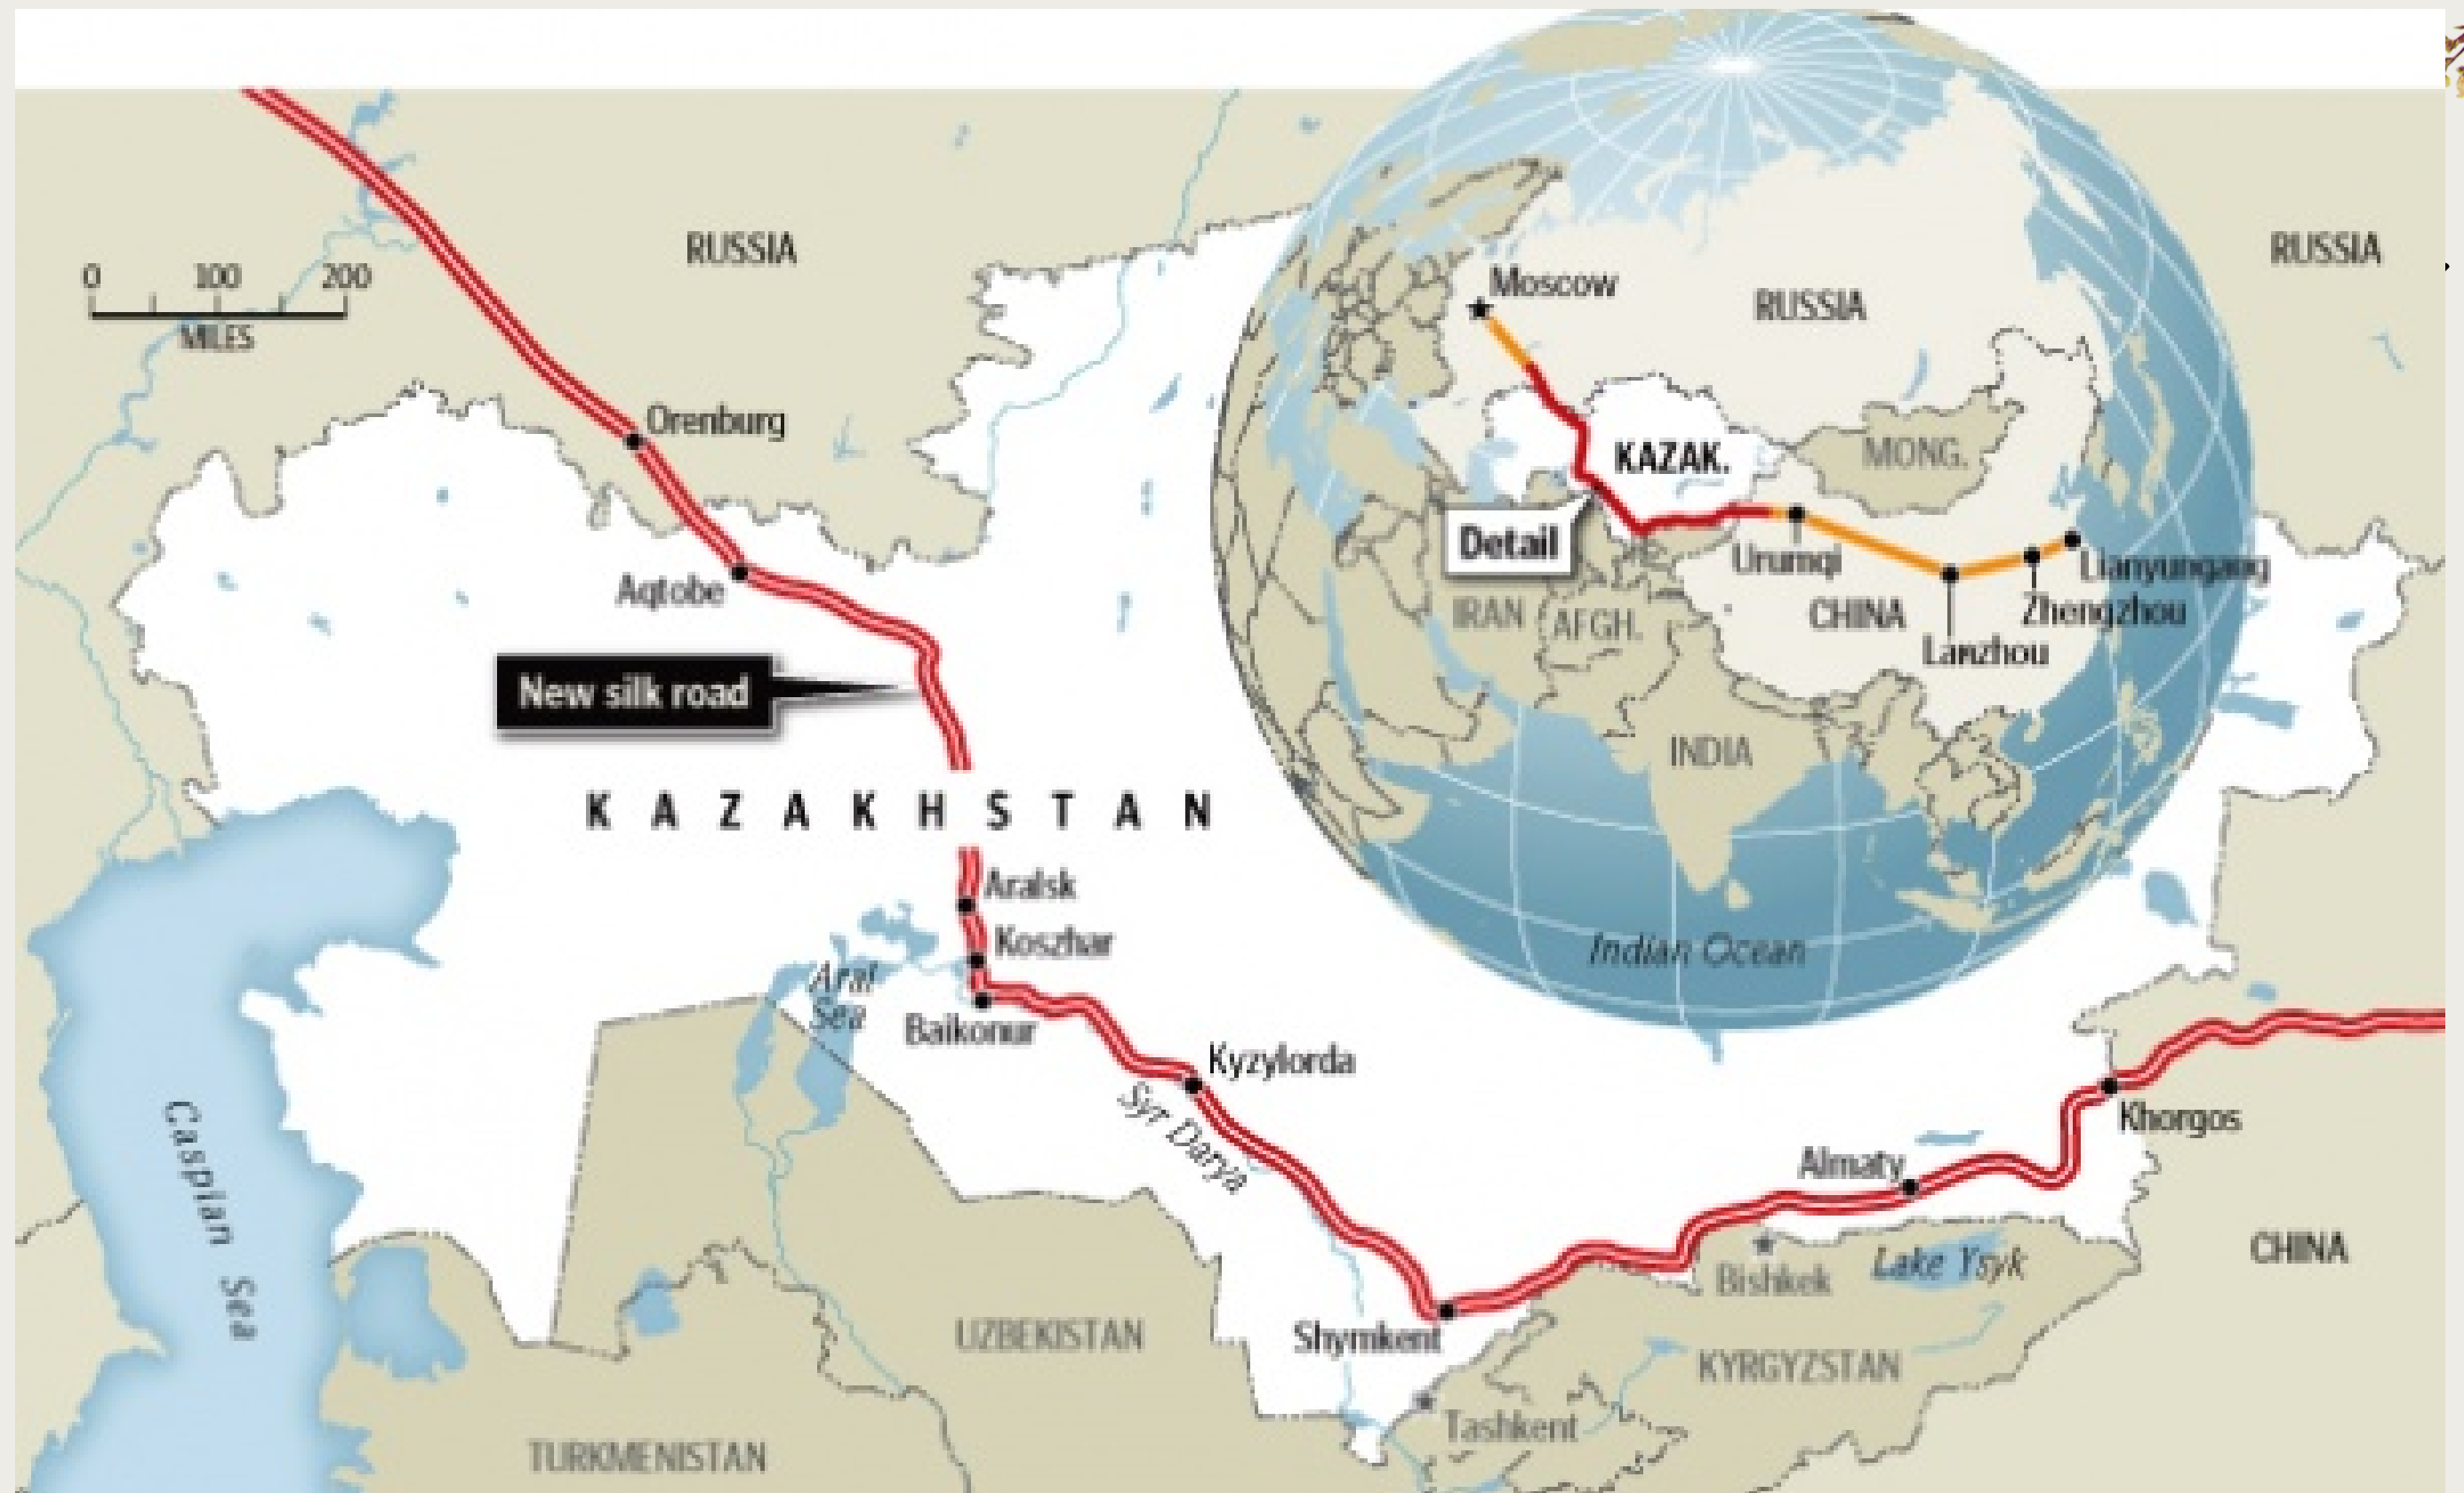 RUSSIA
RUSSIA
0 100 200
MILES
Orenburg
Aqtobe
New silk road
KAZAKHSTAN
Aralsk
Koszhar
Aral
Sea
Baikonur
Kyzylorda
Syr Darya
Caspian Sea
Shymkent
Almaty
Khorgos
Bishkek
Lake Ysyk
CHINA
UZBEKISTAN
KYRGYZSTAN
Tashkent
TURKMENISTAN
Moscow
RUSSIA
KAZAK.
MONG.
Detail
Urumqi
Lianyungang
IRAN
AFGH.
CHINA
Zhengzhou
Lanzhou
INDIA
Indian Ocean